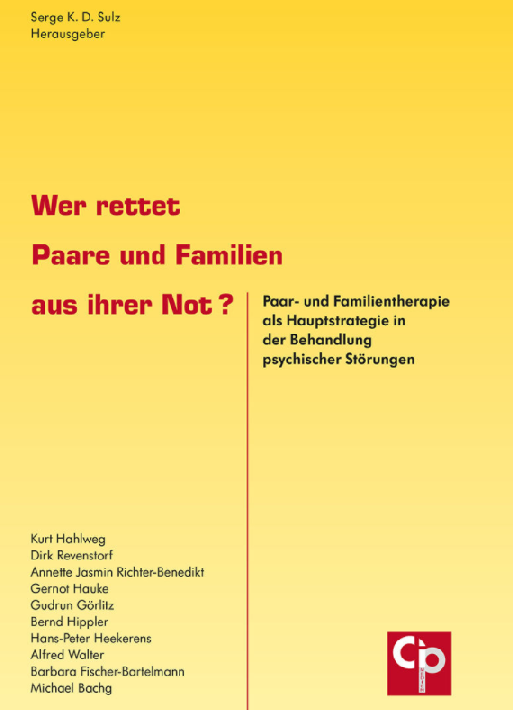 Serge K. D. Sulz
Herausgeber
Wer rettet
Paare und Familien
aus ihrer Not ?
Paar- und Familientherapie
als Hauptstrategie in
der Behandlung
psychischer Störungen
Kurt Hahlweg
Dirk Revenstorf
Annette Jasmin Richter-Benedikt
Gernot Hauke
Gudrun Görlitz
Bernd Hippler
Hans-Peter Heekerens
Alfred Walter
Barbara Fischer-Bartelmann
Michael Bachg
CiP
MEDIEN